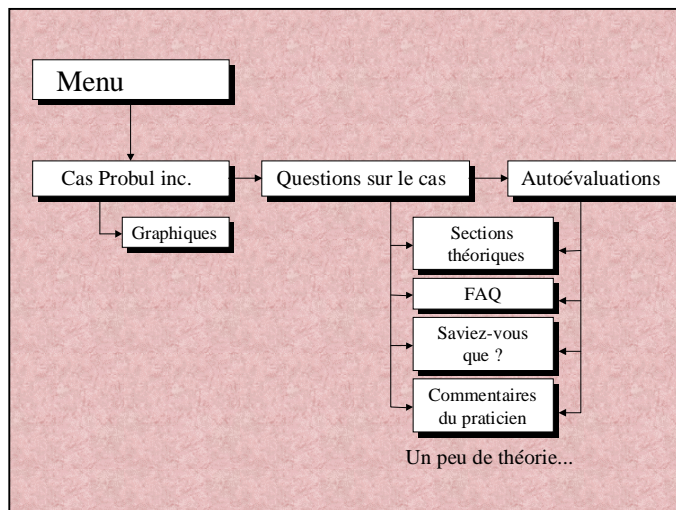 Menu
Cas Probul inc.
Questions sur le cas
Autoévaluations
Graphiques
Sections
théoriques
FAQ
Saviez-vous
que ?
Commentaires
du praticien
Un peu de théorie...